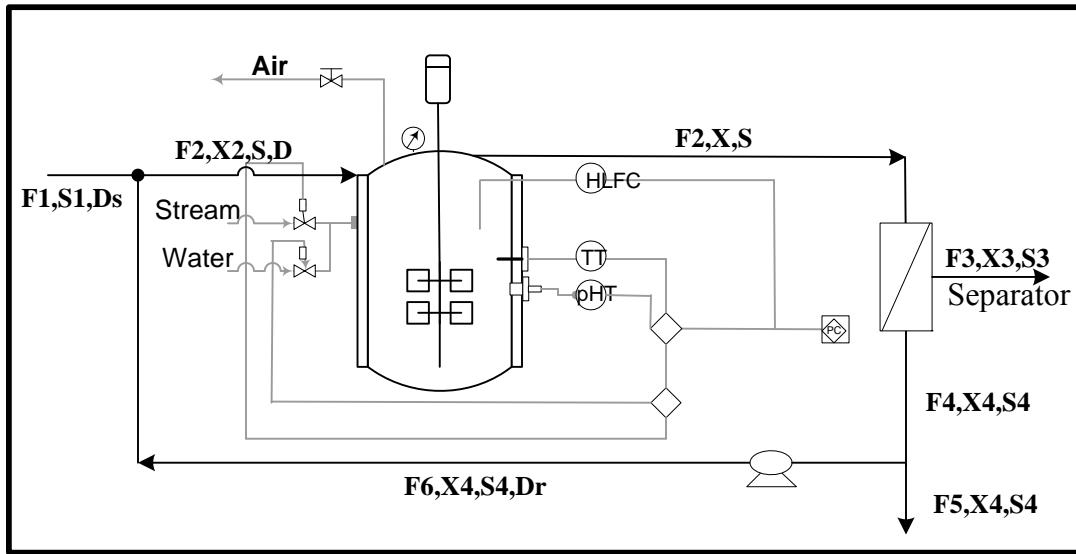 Air
F2,X2,S,D
F1,S1,Ds
Stream
Water
F2,X,S
HLFC
TT
pHT
PC
F3,X3,S3
Separator
F4,X4,S4
F6,X4,S4,Dr
F5,X4,S4